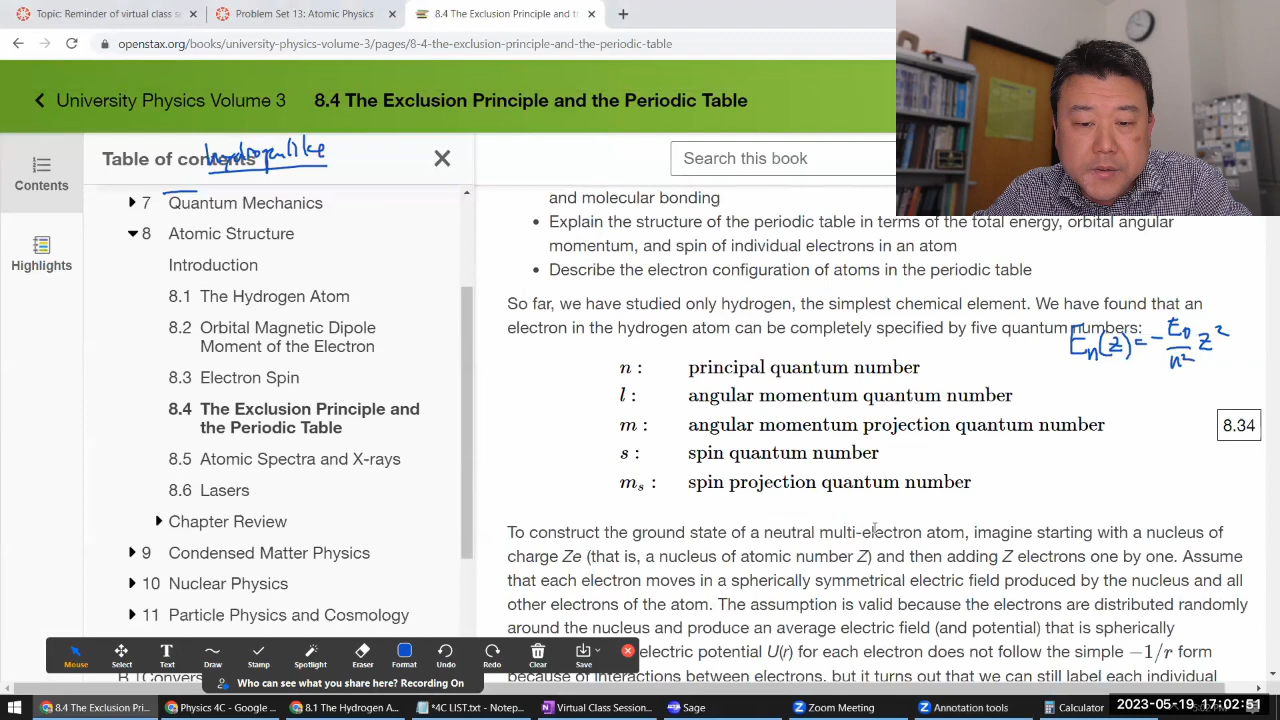 Topic: Reminder of virtual class s
Problem Set 13: Atomic Physics
8.4 The Exclusion Principle and th
openstax.org/books/university-physics-volume-3/pages/8-4-the-exclusion-principle-and-the-periodic-table
University Physics Volume 3
8.4 The Exclusion Principle and the Periodic Table
Contents
Highlights
Table of contents
hydrogenlike
7 Quantum Mechanics
8 Atomic Structure
Introduction
8.1 The Hydrogen Atom
8.2 Orbital Magnetic Dipole
Moment of the Electron
8.3 Electron Spin
8.4 The Exclusion Principle and
the Periodic Table
8.5 Atomic Spectra and X-rays
8.6 Lasers
Chapter Review
9 Condensed Matter Physics
10 Nuclear Physics
11 Particle Physics and Cosmology
Search this book
and molecular bonding
• Explain the structure of the periodic table in terms of the total energy, orbital angular
momentum, and spin of individual electrons in an atom
• Describe the electron configuration of atoms in the periodic table
So far, we have studied only hydrogen, the simplest chemical element. We have found that an
electron in the hydrogen atom can be completely specified by five quantum numbers:
Eₙ(Z) = - E₀/n² Z²
n : principal quantum number
l : angular momentum quantum number
m : angular momentum projection quantum number
s : spin quantum number
mₛ : spin projection quantum number
8.34
To construct the ground state of a neutral multi-electron atom, imagine starting with a nucleus of
charge Ze (that is, a nucleus of atomic number Z) and then adding Z electrons one by one. Assume
that each electron moves in a spherically symmetrical electric field produced by the nucleus and all
other electrons of the atom. The assumption is valid because the electrons are distributed randomly
around the nucleus and produce an average electric field (and potential) that is spherically
electric potential U(r) for each electron does not follow the simple −1/r form
because of interactions between electrons, but it turns out that we can still label each individual
Mouse
Select
Text
Draw
Stamp
Spotlight
Eraser
Format
Undo
Redo
Clear
Save
Who can see what you share here? Recording On
8.4 The Exclusion Pri...
Physics 4C - Google ...
8.1 The Hydrogen A...
*4C LIST.txt - Notep...
Virtual Class Session...
Sage
Zoom Meeting
Annotation tools
Calculator
2023-05-19 17:02:51